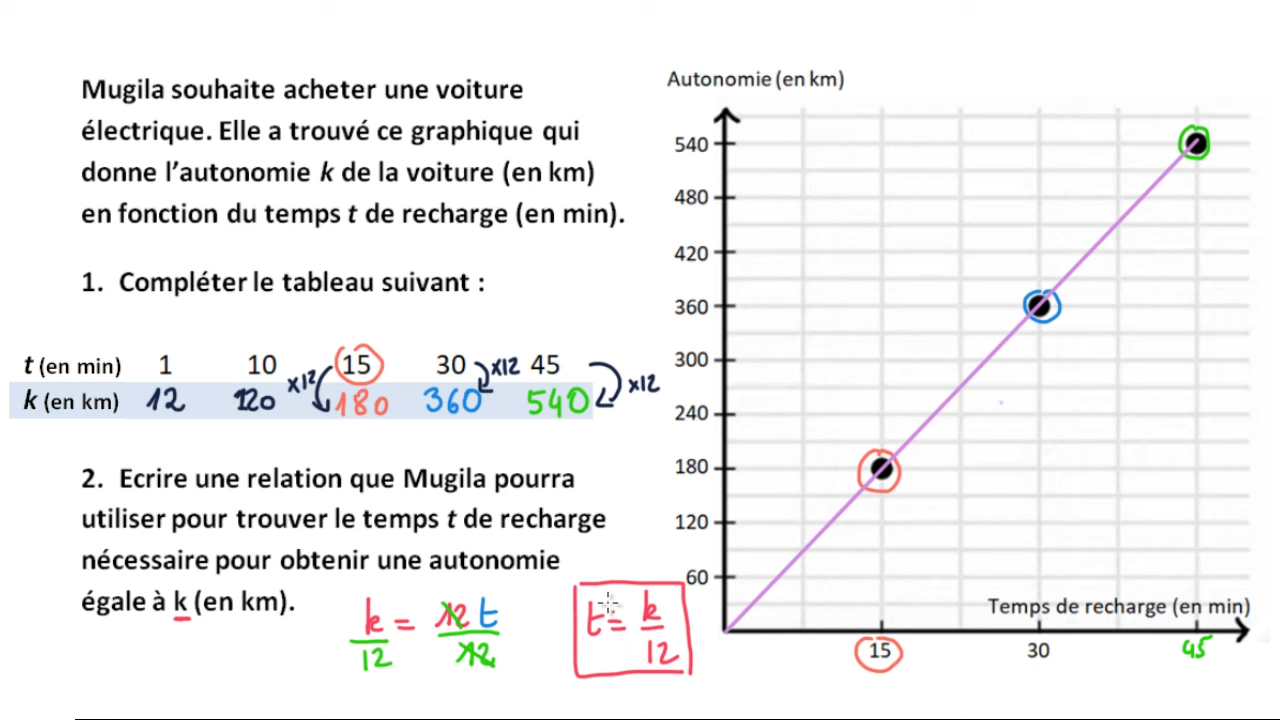 Mugila souhaite acheter une voiture
électrique. Elle a trouvé ce graphique qui
donne l'autonomie k de la voiture (en km)
en fonction du temps t de recharge (en min).
1. Compléter le tableau suivant :
t (en min) 1 10 x12 15 30 x12 45
k (en km) 12 120 180 360 540 x12
2. Ecrire une relation que Mugila pourra
utiliser pour trouver le temps t de recharge
nécessaire pour obtenir une autonomie
égale à k (en km).
k = 12 t
12 12
t = k
12
Autonomie (en km)
540
480
420
360
300
240
180
120
60
Temps de recharge (en min)
15 30 45